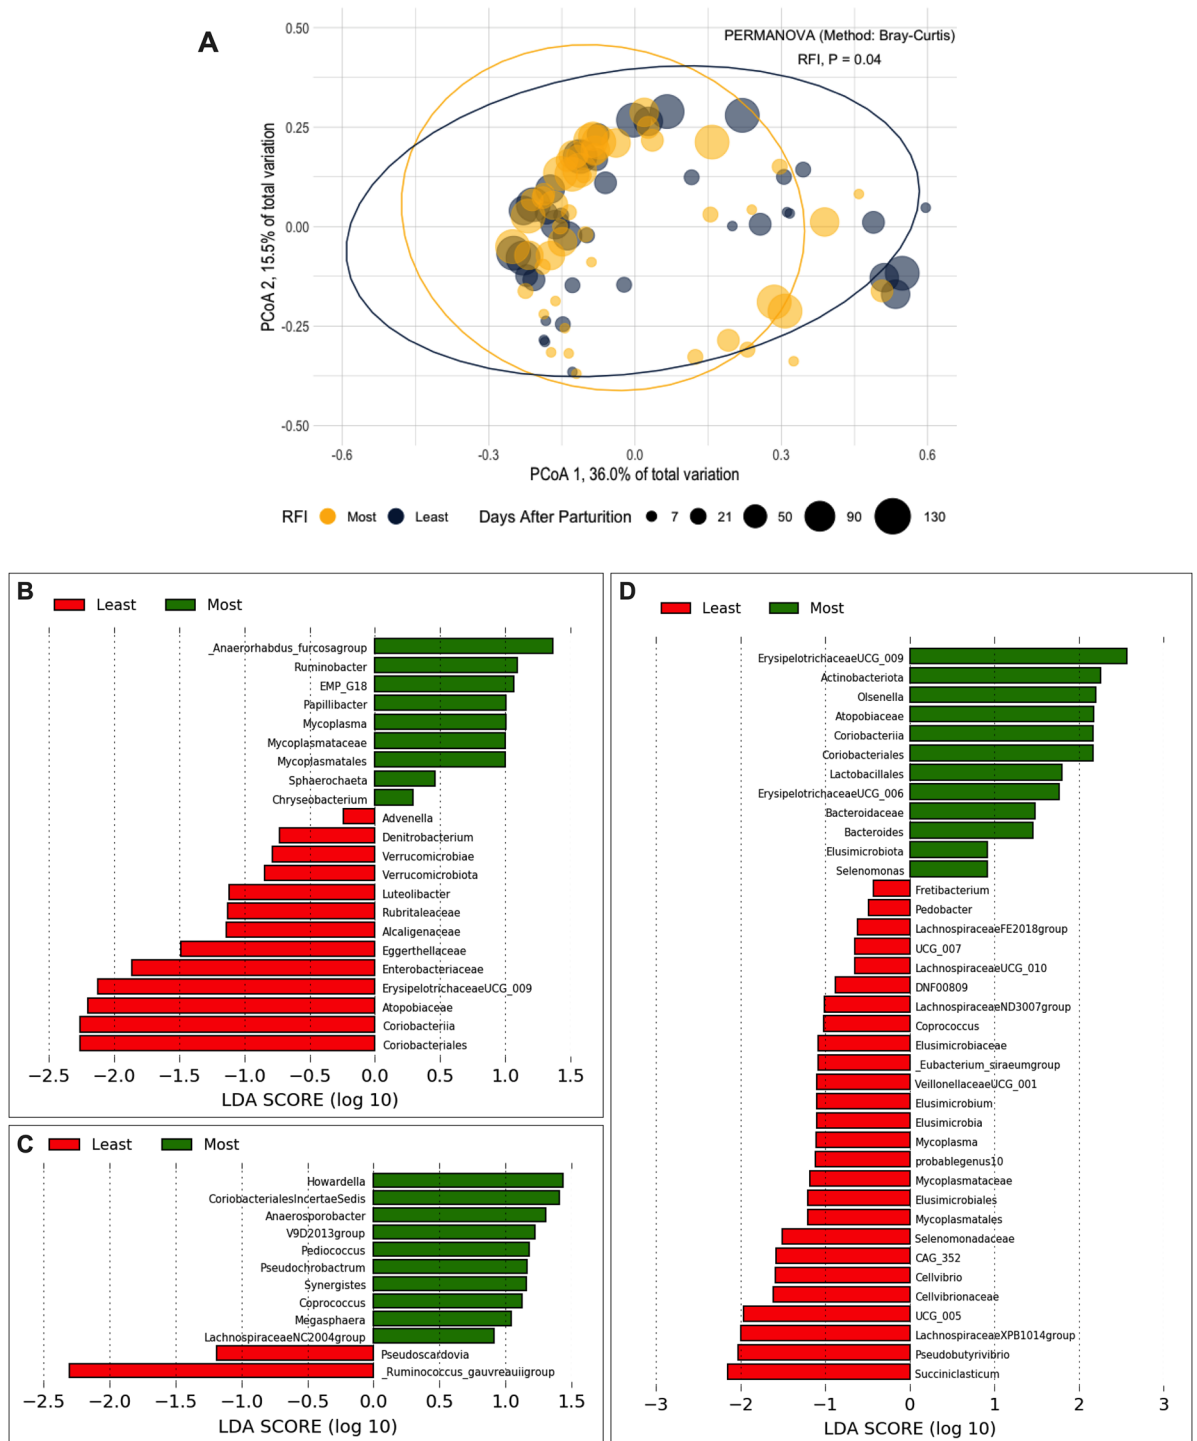 A
PERMANOVA (Method: Bray-Curtis)
RFI, P = 0.04
0.50
0.25
0.00
-0.25
-0.50
PCoA 2, 15.5% of total variation
-0.6 -0.3 0.0 0.3 0.6
PCoA 1, 36.0% of total variation
RFI Most Least Days After Parturition 7 21 50 90 130
B
Least Most
_Anaerorhabdus_furcosagroup
Ruminobacter
EMP_G18
Papillibacter
Mycoplasma
Mycoplasmataceae
Mycoplasmatales
Sphaerochaeta
Chryseobacterium
Advenella
Denitrobacterium
Verrucomicrobiae
Verrucomicrobiota
Luteolibacter
Rubritaleaceae
Alcaligenaceae
Eggerthellaceae
Enterobacteriaceae
ErysipelotrichaceaeUCG_009
Atopobiaceae
Coriobacteriia
Coriobacteriales
−2.5 −2.0 −1.5 −1.0 −0.5 0.0 0.5 1.0 1.5
LDA SCORE (log 10)
C
Least Most
Howardella
CoriobacterialesIncertaeSedis
Anaerosporobacter
V9D2013group
Pediococcus
Pseudochrobactrum
Synergistes
Coprococcus
Megasphaera
LachnospiraceaeNC2004group
Pseudoscardovia
_Ruminococcus_gauvreauiigroup
−2.5 −2.0 −1.5 −1.0 −0.5 0.0 0.5 1.0 1.5
LDA SCORE (log 10)
D
Least Most
ErysipelotrichaceaeUCG_009
Actinobacteriota
Olsenella
Atopobiaceae
Coriobacteriia
Coriobacteriales
Lactobacillales
ErysipelotrichaceaeUCG_006
Bacteroidaceae
Bacteroides
Elusimicrobiota
Selenomonas
Fretibacterium
Pedobacter
LachnospiraceaeFE2018group
UCG_007
LachnospiraceaeUCG_010
DNF00809
LachnospiraceaeND3007group
Coprococcus
Elusimicrobiaceae
_Eubacterium_siraeumgroup
VeillonellaceaeUCG_001
Elusimicrobium
Elusimicrobia
Mycoplasma
probablegenus10
Mycoplasmataceae
Elusimicrobiales
Mycoplasmatales
Selenomonadaceae
CAG_352
Cellvibrio
Cellvibrionaceae
UCG_005
LachnospiraceaeXPB1014group
Pseudobutyrivibrio
Succiniclasticum
−3 −2 −1 0 1 2 3
LDA SCORE (log 10)